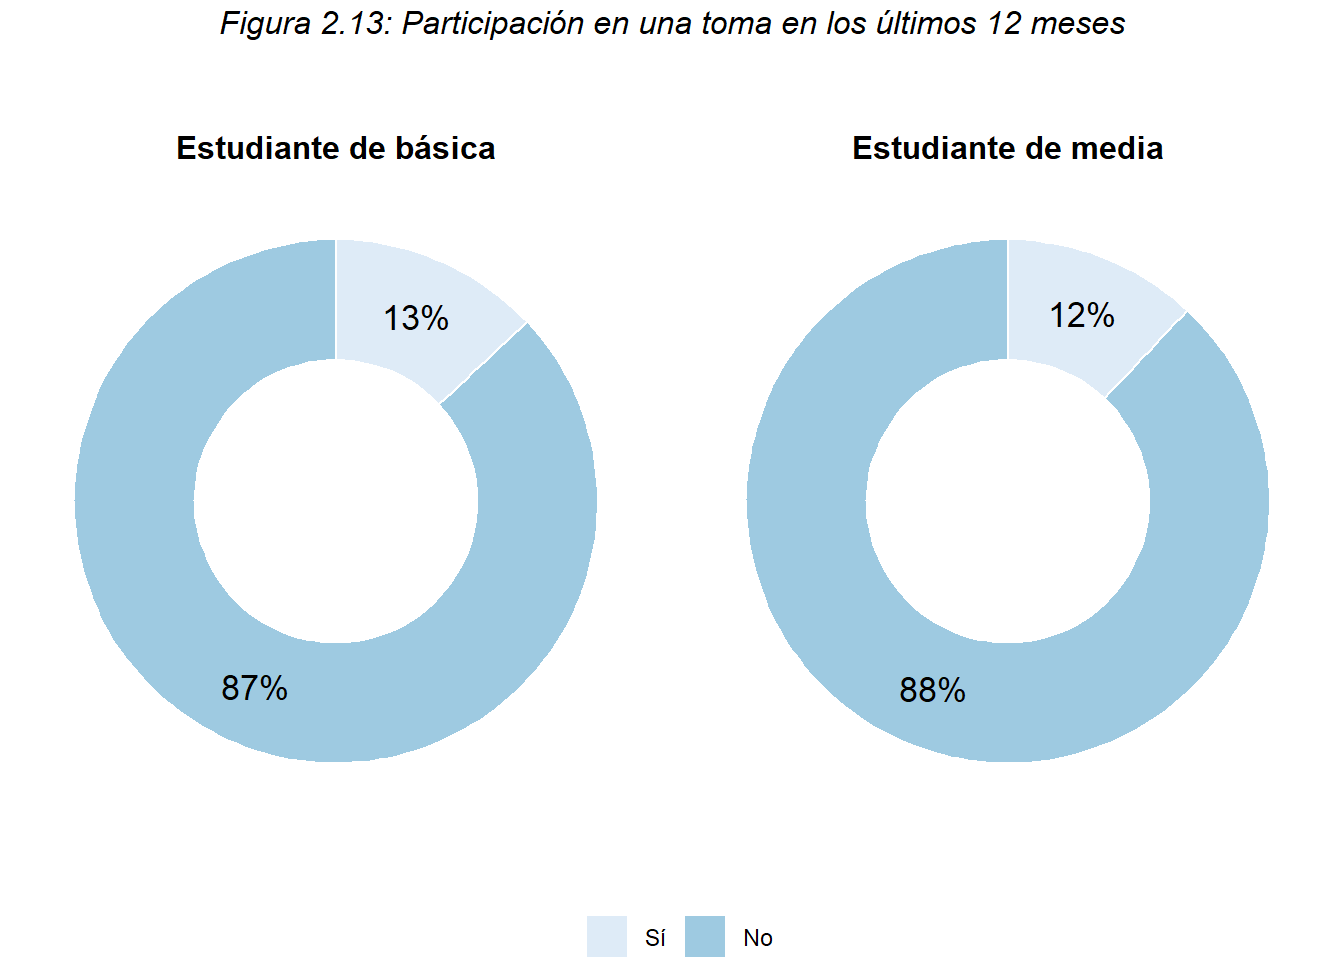 Figura 2.13: Participación en una toma en los últimos 12 meses
Estudiante de básica
Estudiante de media
13%
87%
12%
88%
Sí
No